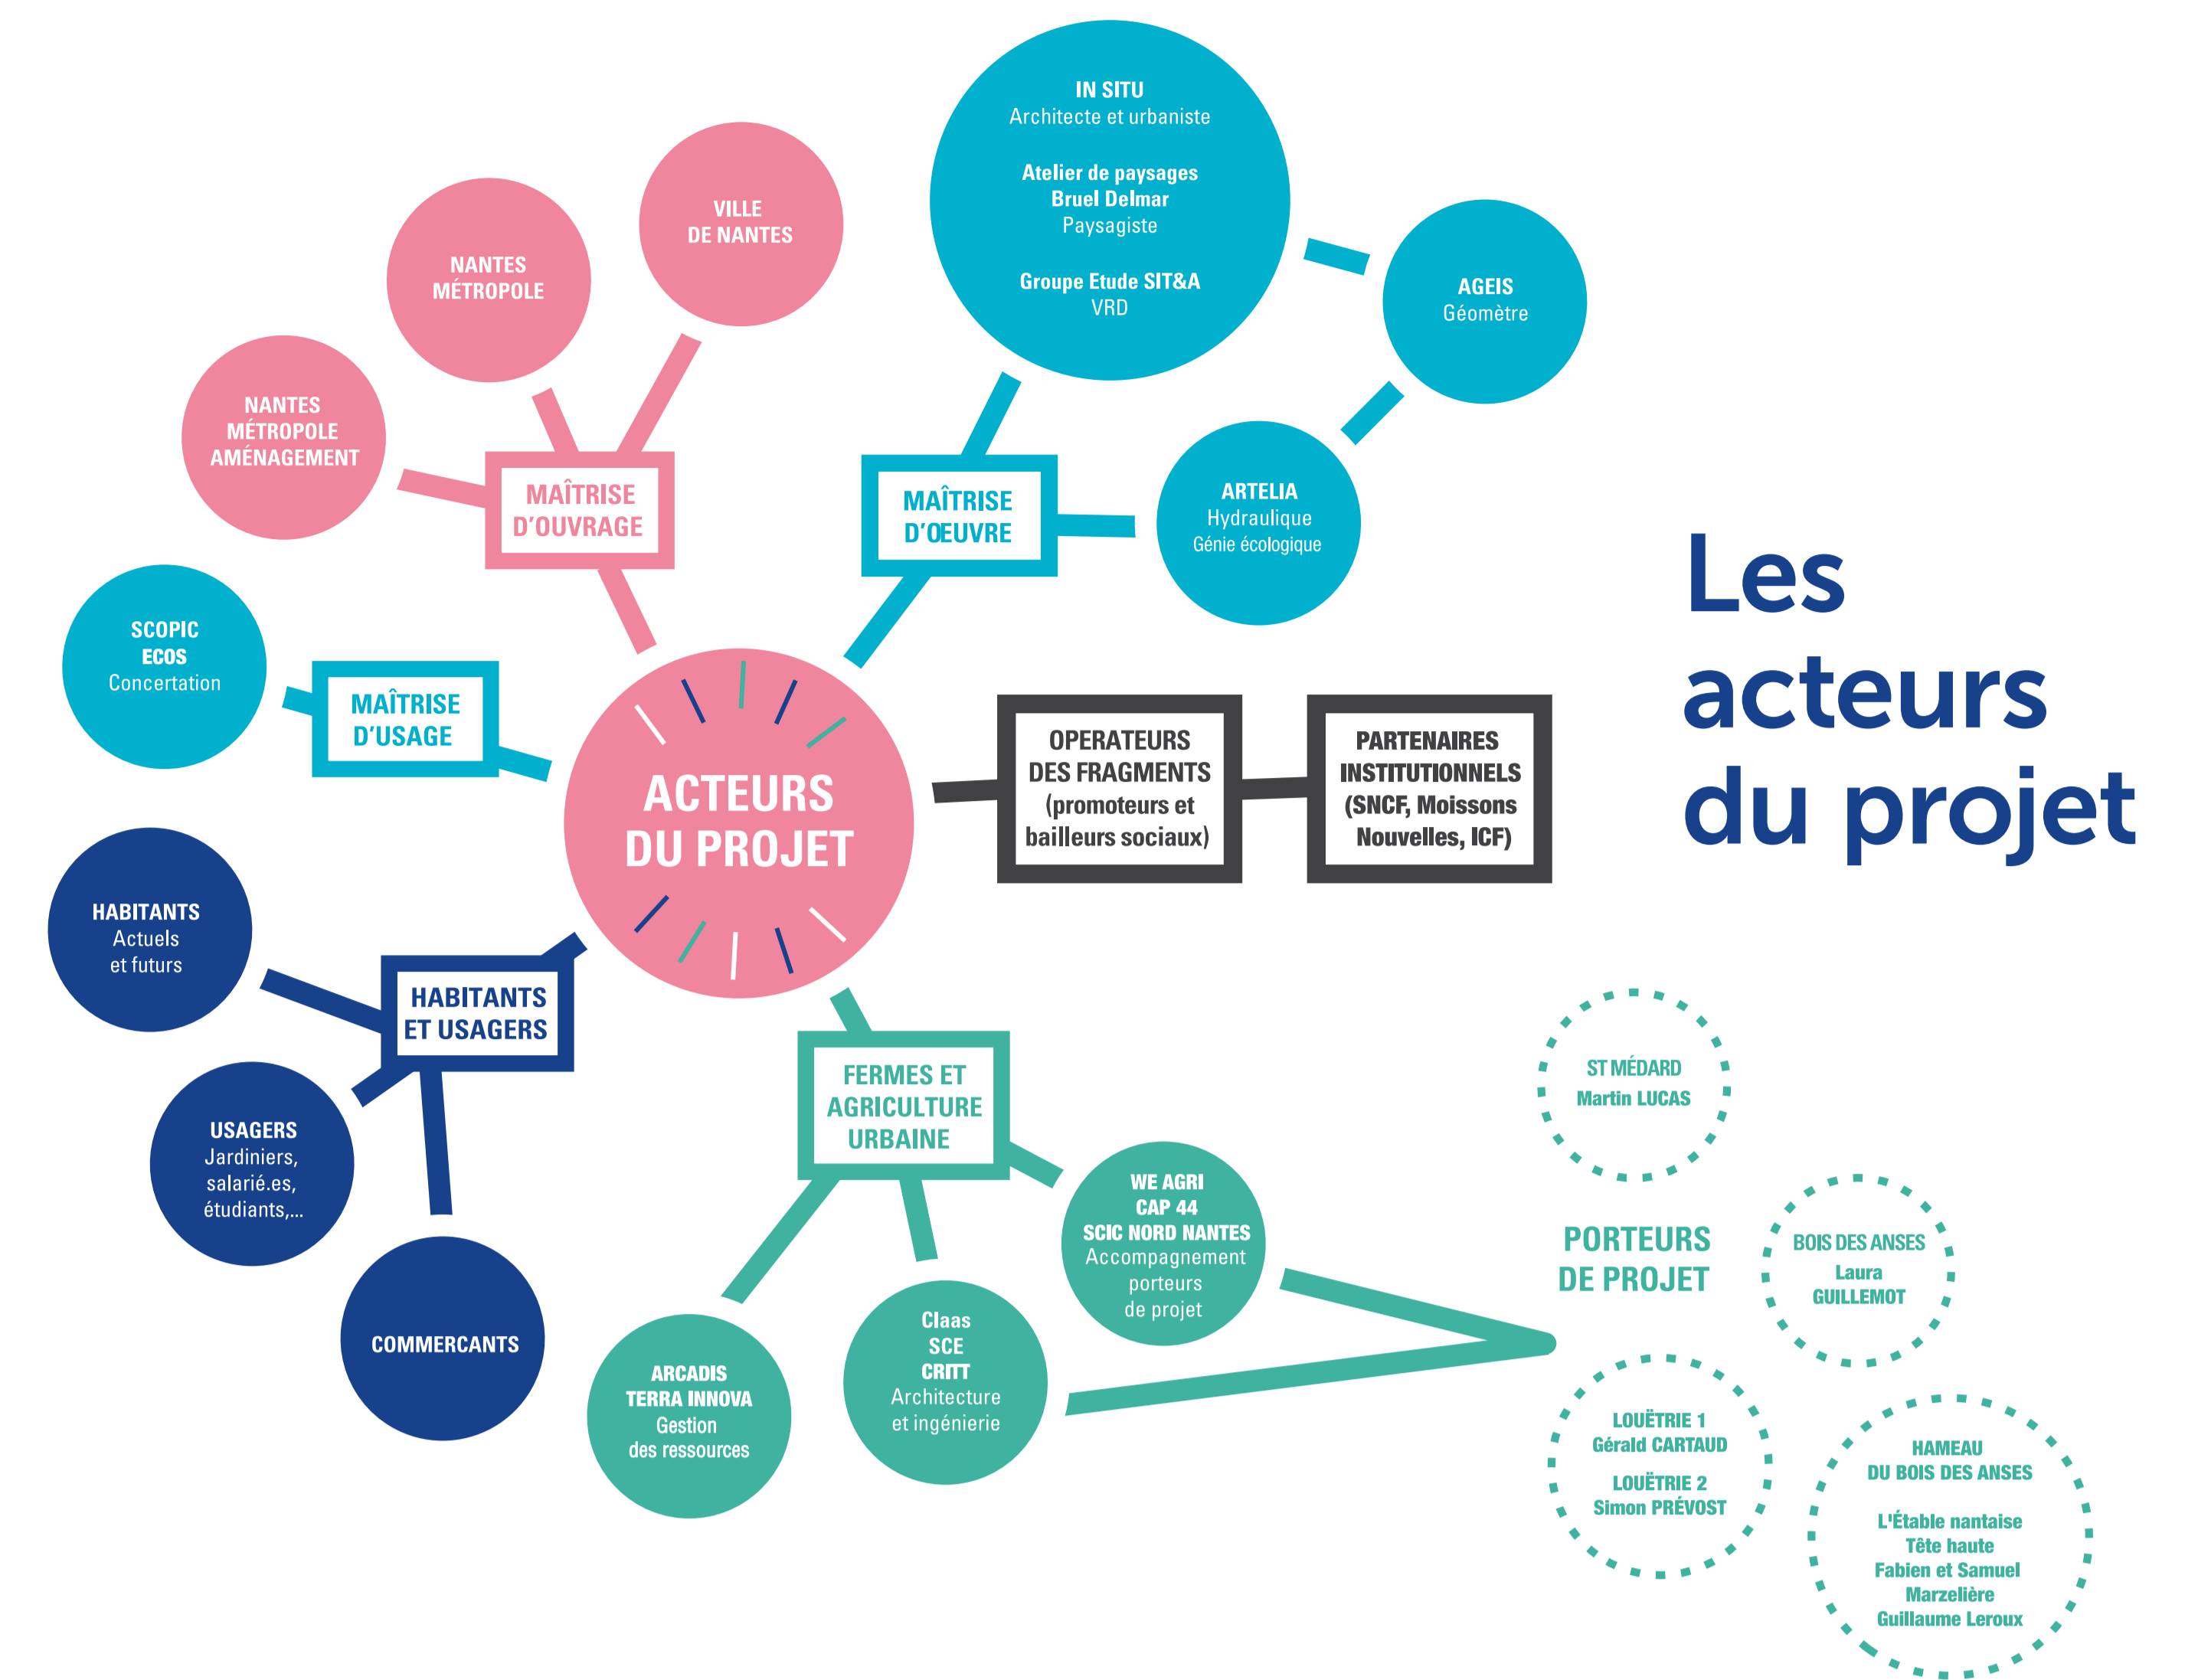 IN SITU
Architecte et urbaniste
Atelier de paysages
Bruel Delmar
Paysagiste
Groupe Etude SIT&A
VRD
VILLE
DE NANTES
NANTES
MÉTROPOLE
AGEIS
Géomètre
NANTES
MÉTROPOLE
AMÉNAGEMENT
MAÎTRISE
D'OUVRAGE
MAÎTRISE
D'ŒUVRE
ARTELIA
Hydraulique
Génie écologique
Les
acteurs
du projet
SCOPIC
ECOS
Concertation
MAÎTRISE
D'USAGE
ACTEURS
DU PROJET
OPERATEURS
DES FRAGMENTS
(promoteurs et
bailleurs sociaux)
PARTENAIRES
INSTITUTIONNELS
(SNCF, Moissons
Nouvelles, ICF)
HABITANTS
Actuels
et futurs
HABITANTS
ET USAGERS
USAGERS
Jardiniers,
salarié.es,
étudiants,...
COMMERCANTS
FERMES ET
AGRICULTURE
URBAINE
WE AGRI
CAP 44
SCIC NORD NANTES
Accompagnement
porteurs
de projet
Claas
SCE
CRITT
Architecture
et ingénierie
ARCADIS
TERRA INNOVA
Gestion
des ressources
ST MÉDARD
Martin LUCAS
PORTEURS
DE PROJET
BOIS DES ANSES
Laura
GUILLEMOT
LOUËTRIE 1
Gérald CARTAUD
LOUËTRIE 2
Simon PRÉVOST
HAMEAU
DU BOIS DES ANSES
L'Étable nantaise
Tête haute
Fabien et Samuel
Marzelière
Guillaume Leroux